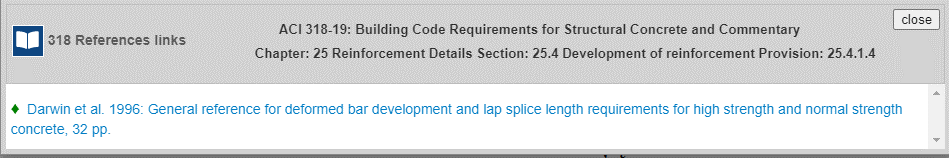 close
318 References links
ACI 318-19: Building Code Requirements for Structural Concrete and Commentary
Chapter: 25 Reinforcement Details Section: 25.4 Development of reinforcement Provision: 25.4.1.4
♦ Darwin et al. 1996: General reference for deformed bar development and lap splice length requirements for high strength and normal strength
concrete, 32 pp.